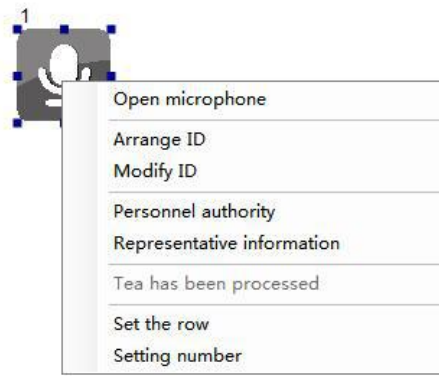 1
Open microphone
Arrange ID
Modify ID
Personnel authority
Representative information
Tea has been processed
Set the row
Setting number